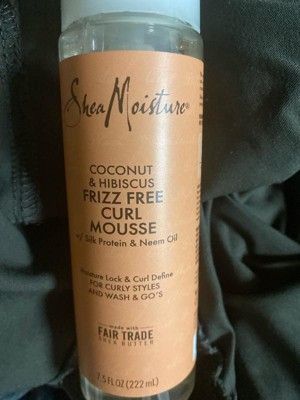 SheaMoisture®
COCONUT
& HIBISCUS
FRIZZ FREE
CURL
MOUSSE
w/ Silk Protein & Neem Oil
Moisture Lock & Curl Define
FOR CURLY STYLES
AND WASH & GO'S
made with
FAIR TRADE
SHEA BUTTER
7.5 FL OZ (222 mL)